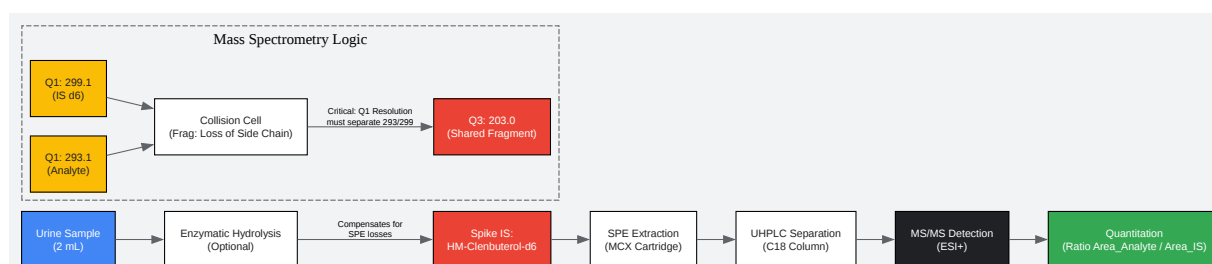 Mass Spectrometry Logic
Q1: 299.1
(IS d6)
Q1: 293.1
(Analyte)
Collision Cell
(Frag: Loss of Side Chain)
Critical: Q1 Resolution
must separate 293/299
Q3: 203.0
(Shared Fragment)
Urine Sample
(2 mL)
Enzymatic Hydrolysis
(Optional)
Compensates for
SPE losses
Spike IS:
HM-Clenbuterol-d6
SPE Extraction
(MCX Cartridge)
UHPLC Separation
(C18 Column)
MS/MS Detection
(ESI+)
Quantitation
(Ratio Area_Analyte / Area_IS)